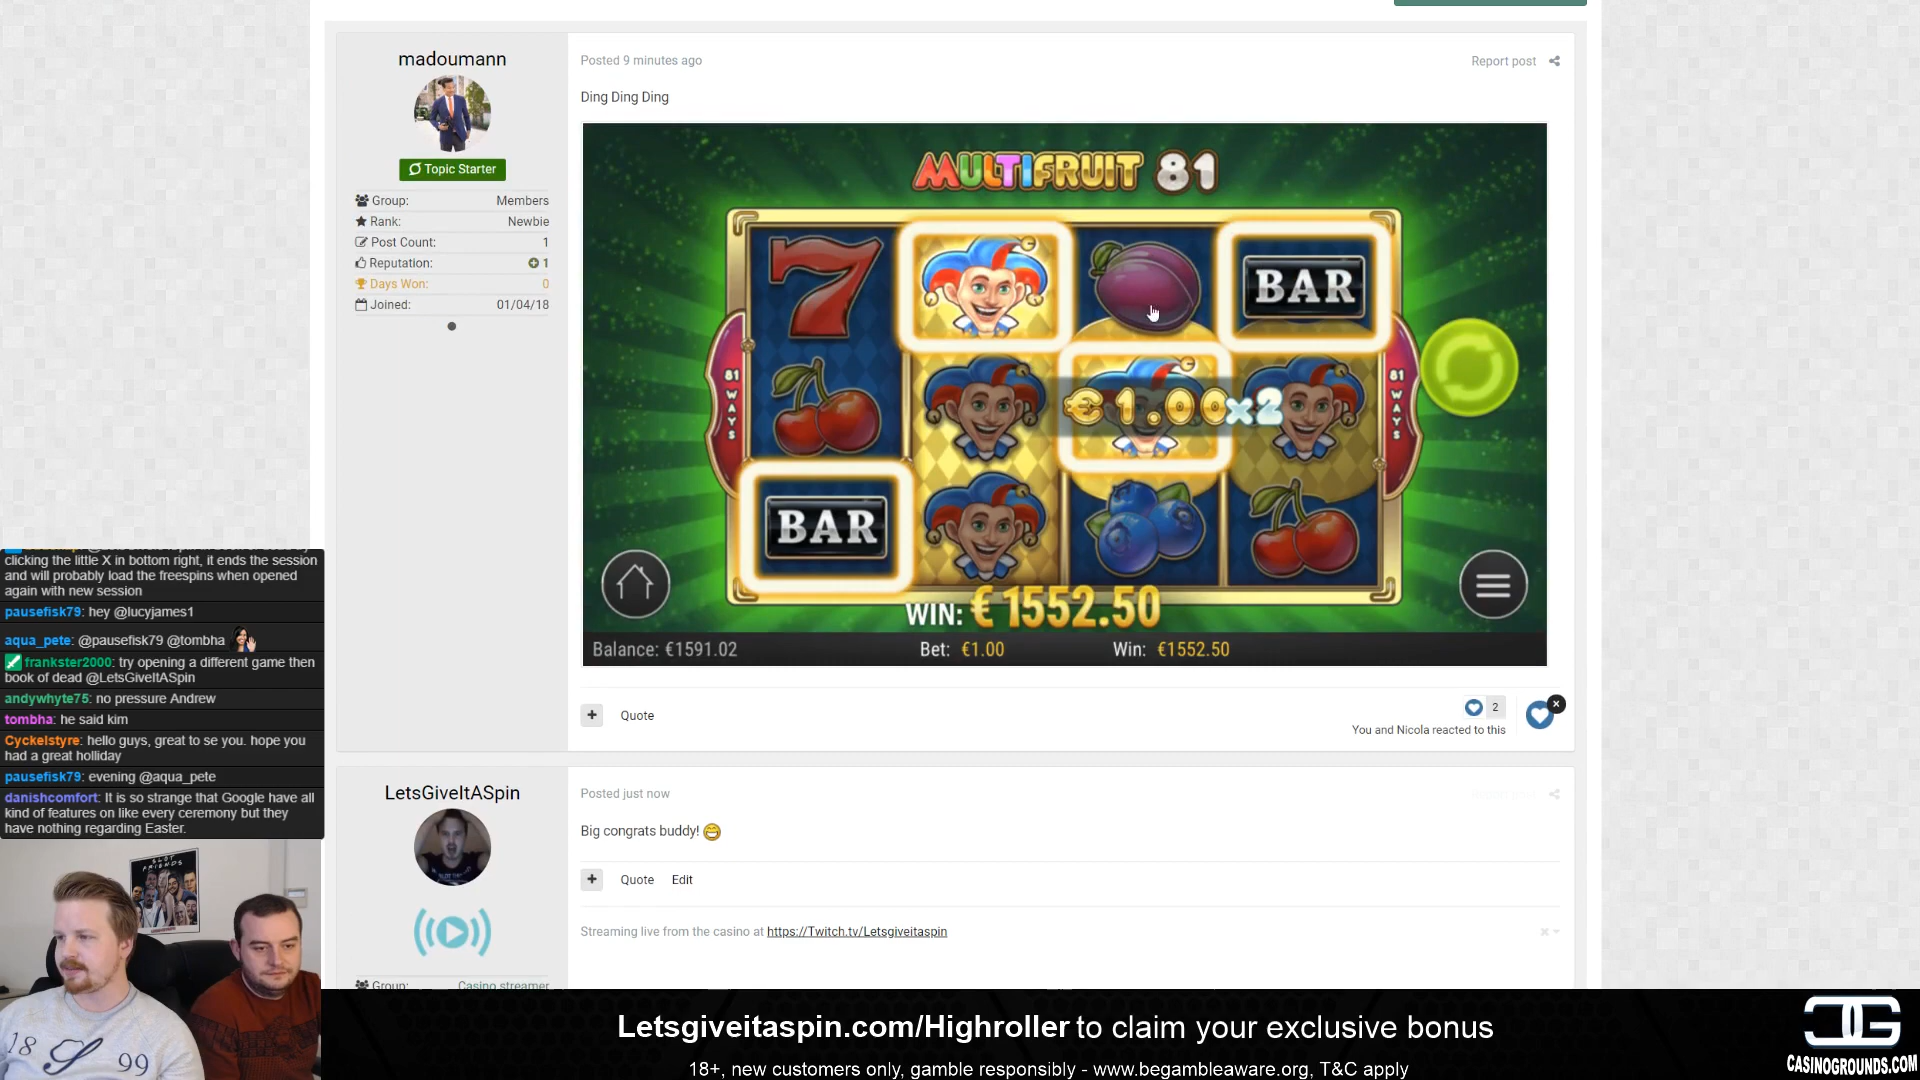 madoumann
Topic Starter
Group: Members
Rank: Newbie
Post Count: 1
Reputation: 1
Days Won: 0
Joined: 01/04/18
Posted 9 minutes ago
Report post
Ding Ding Ding
MULTIFRUIT 81
7
BAR
81 WAYS
€1.00x2
81 WAYS
BAR
WIN: € 1552.50
Balance: €1591.02 Bet: €1.00 Win: €1552.50
+ Quote
2
You and Nicola reacted to this
LetsGiveItASpin
Posted just now
Big congrats buddy!
+ Quote Edit
Streaming live from the casino at https://Twitch.tv/Letsgiveitaspin
Group: Casino streamer
clicking the little X in bottom right, it ends the session
and will probably load the freespins when opened
again with new session
pausefisk79: hey @lucyjames1
aqua_pete: @pausefisk79 @tombha
frankster2000: try opening a different game then
book of dead @LetsGiveItASpin
andywhyte75: no pressure Andrew
tombha: he said kim
Cyckelstyre: hello guys, great to se you. hope you
had a great holliday
pausefisk79: evening @aqua_pete
danishcomfort: It is so strange that Google have all
kind of features on like every ceremony but they
have nothing regarding Easter.
SLOT
FRIENDS
18 99
Letsgiveitaspin.com/Highroller to claim your exclusive bonus
18+, new customers only, gamble responsibly - www.begambleaware.org, T&C apply
CG
CASINOGROUNDS.COM